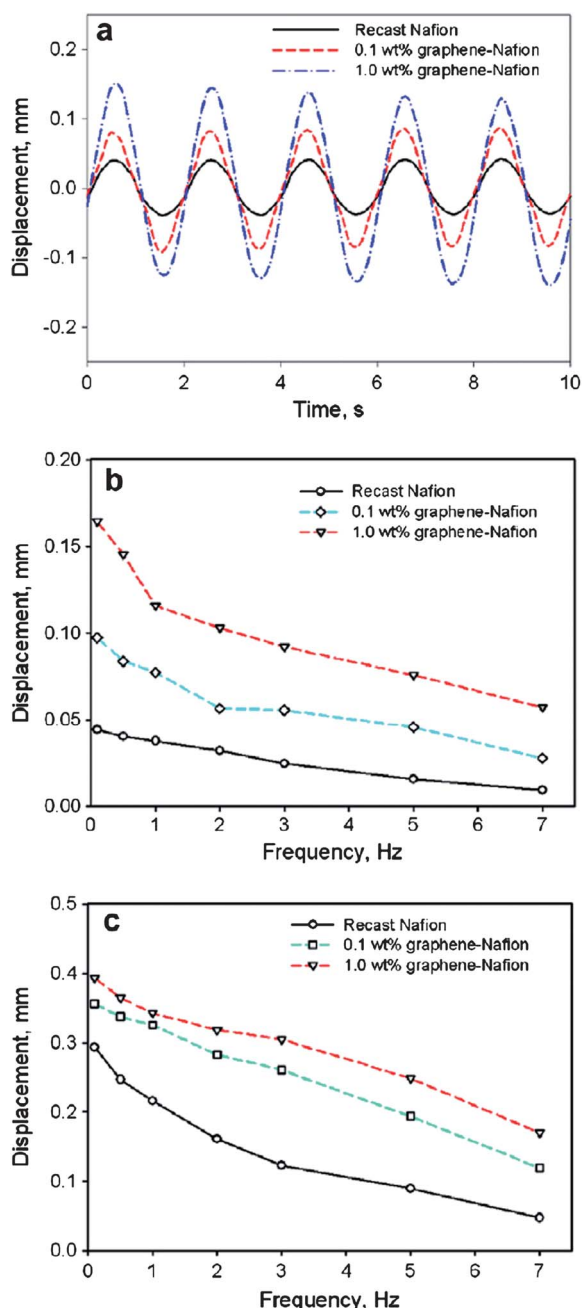 a
Recast Nafion
0.1 wt% graphene-Nafion
1.0 wt% graphene-Nafion
0.2
0.1
0.0
-0.1
-0.2
Displacement, mm
0 2 4 6 8 10
Time, s
b
Recast Nafion
0.1 wt% graphene-Nafion
1.0 wt% graphene-Nafion
0.20
0.15
0.10
0.05
0.00
Displacement, mm
0 1 2 3 4 5 6 7
Frequency, Hz
c
Recast Nafion
0.1 wt% graphene-Nafion
1.0 wt% graphene-Nafion
0.5
0.4
0.3
0.2
0.1
0.0
Displacement, mm
0 1 2 3 4 5 6 7
Frequency, Hz